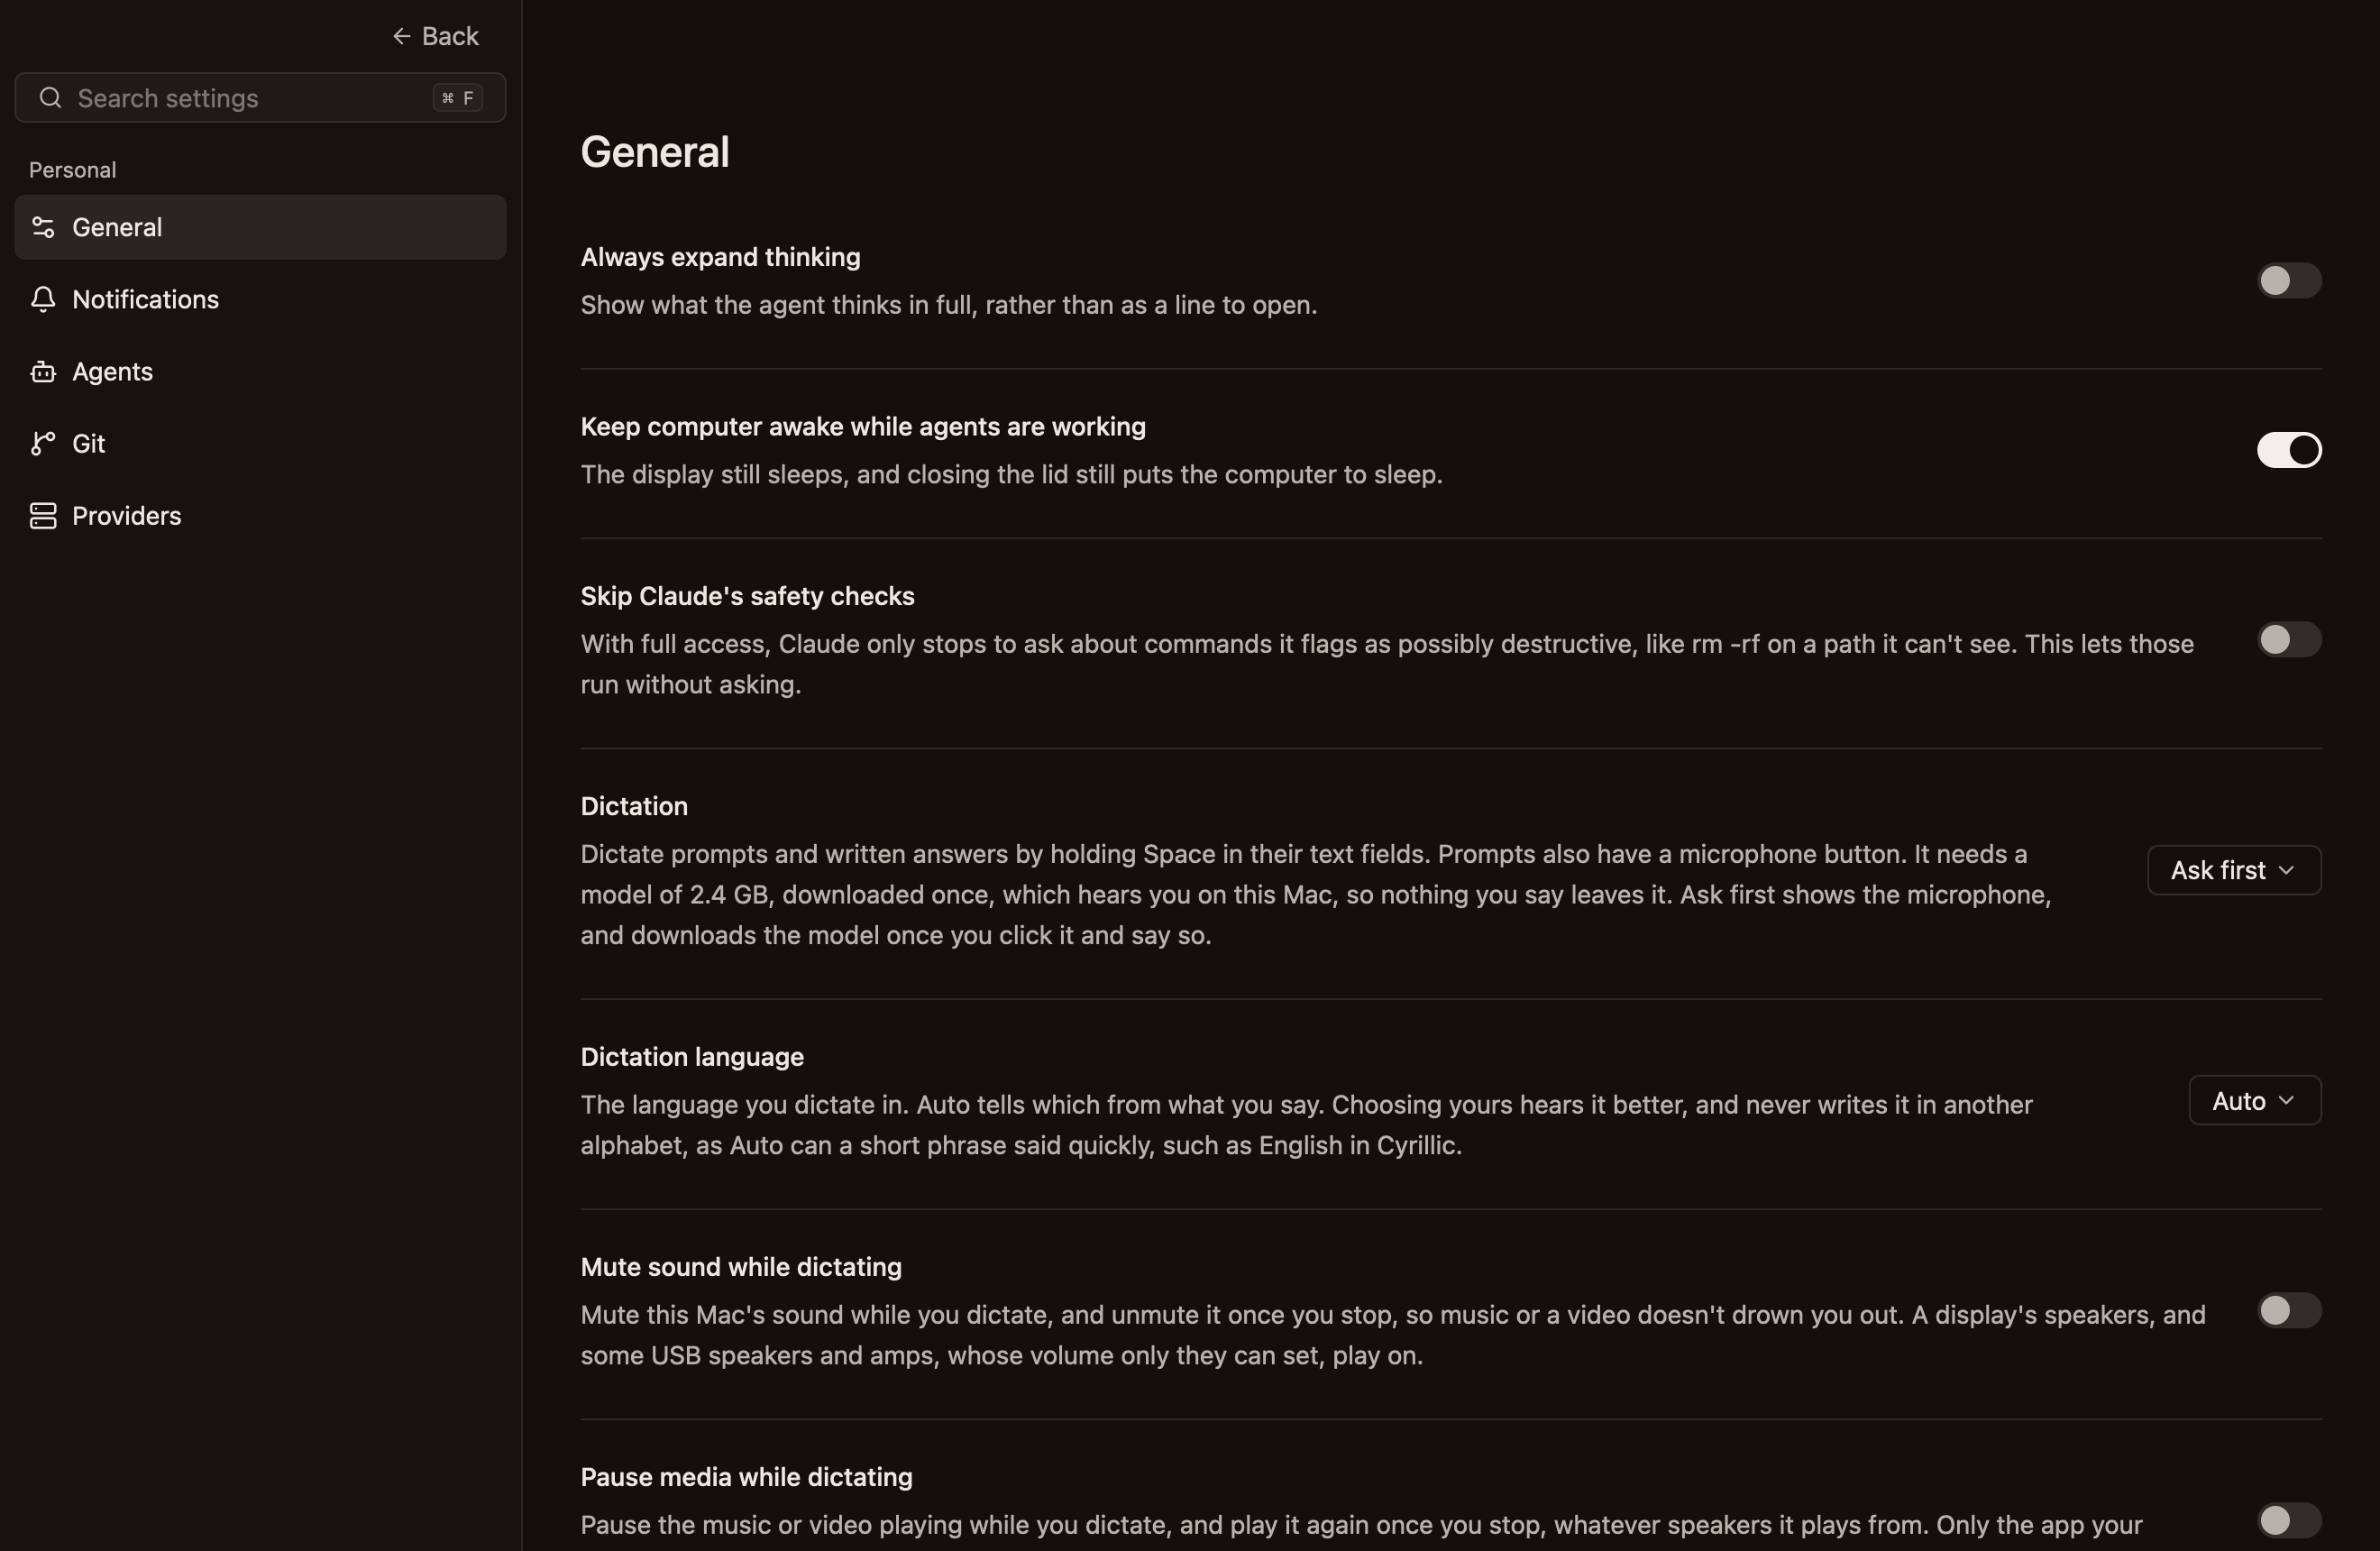 Back
Search settings
⌘ F
Personal
General
Notifications
Agents
Git
Providers
General
Always expand thinking
Show what the agent thinks in full, rather than as a line to open.
Keep computer awake while agents are working
The display still sleeps, and closing the lid still puts the computer to sleep.
Skip Claude's safety checks
With full access, Claude only stops to ask about commands it flags as possibly destructive, like rm -rf on a path it can't see. This lets those
run without asking.
Dictation
Dictate prompts and written answers by holding Space in their text fields. Prompts also have a microphone button. It needs a
model of 2.4 GB, downloaded once, which hears you on this Mac, so nothing you say leaves it. Ask first shows the microphone,
and downloads the model once you click it and say so.
Ask first
Dictation language
The language you dictate in. Auto tells which from what you say. Choosing yours hears it better, and never writes it in another
alphabet, as Auto can a short phrase said quickly, such as English in Cyrillic.
Auto
Mute sound while dictating
Mute this Mac's sound while you dictate, and unmute it once you stop, so music or a video doesn't drown you out. A display's speakers, and
some USB speakers and amps, whose volume only they can set, play on.
Pause media while dictating
Pause the music or video playing while you dictate, and play it again once you stop, whatever speakers it plays from. Only the app your